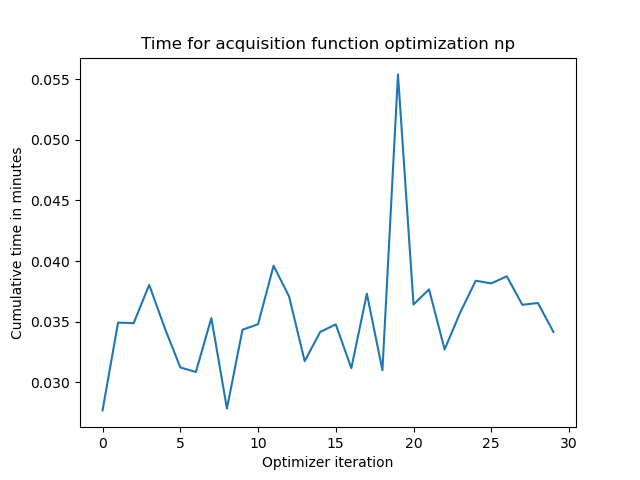 Time for acquisition function optimization np
Cumulative time in minutes
0.055
0.050
0.045
0.040
0.035
0.030
0 5 10 15 20 25 30
Optimizer iteration